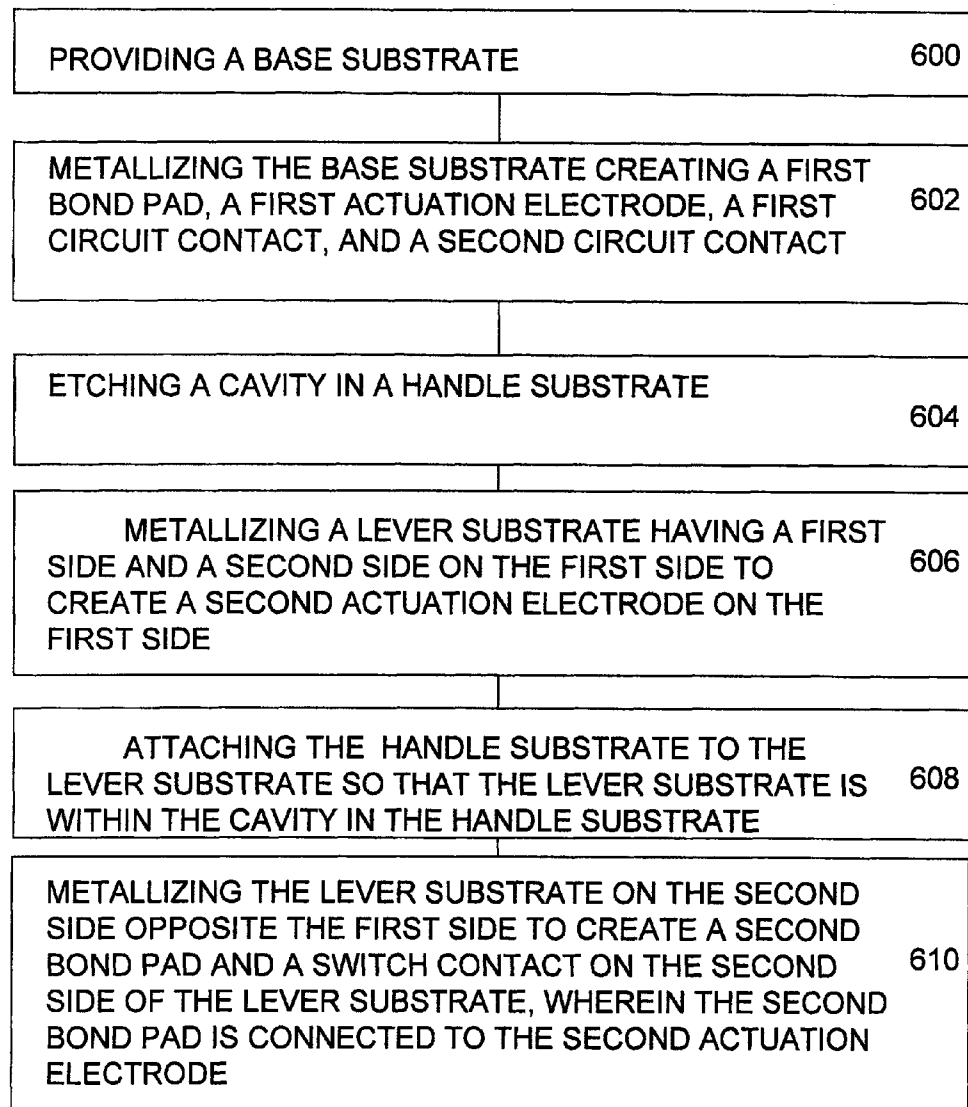 PROVIDING A BASE SUBSTRATE 600
METALLIZING THE BASE SUBSTRATE CREATING A FIRST
BOND PAD, A FIRST ACTUATION ELECTRODE, A FIRST 602
CIRCUIT CONTACT, AND A SECOND CIRCUIT CONTACT
ETCHING A CAVITY IN A HANDLE SUBSTRATE
604
METALLIZING A LEVER SUBSTRATE HAVING A FIRST
SIDE AND A SECOND SIDE ON THE FIRST SIDE TO 606
CREATE A SECOND ACTUATION ELECTRODE ON THE
FIRST SIDE
ATTACHING THE HANDLE SUBSTRATE TO THE
LEVER SUBSTRATE SO THAT THE LEVER SUBSTRATE IS 608
WITHIN THE CAVITY IN THE HANDLE SUBSTRATE
METALLIZING THE LEVER SUBSTRATE ON THE SECOND
SIDE OPPOSITE THE FIRST SIDE TO CREATE A SECOND
BOND PAD AND A SWITCH CONTACT ON THE SECOND 610
SIDE OF THE LEVER SUBSTRATE, WHEREIN THE SECOND
BOND PAD IS CONNECTED TO THE SECOND ACTUATION
ELECTRODE